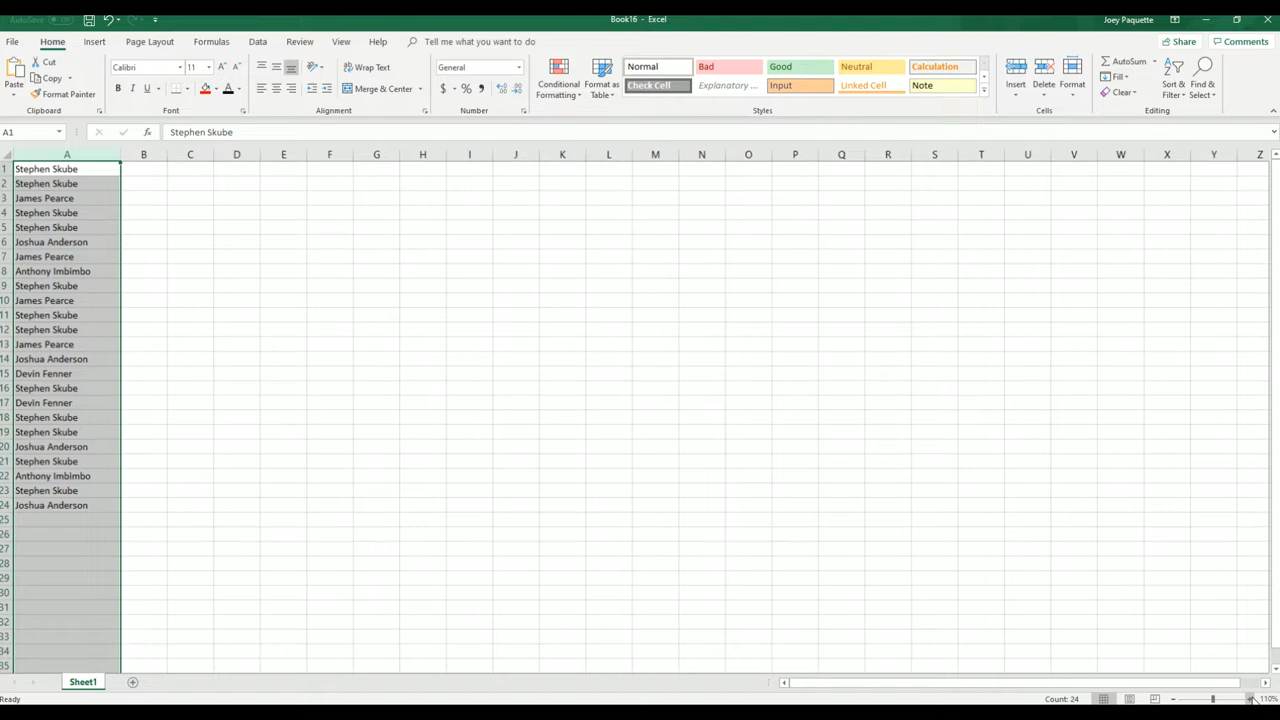 AutoSave Off Book16 - Excel Joey Paquette
File Home Insert Page Layout Formulas Data Review View Help Tell me what you want to do Share Comments
Paste Cut Copy Format Painter Clipboard
Calibri 11 B I U Font
Wrap Text Merge & Center Alignment
General $ % Number
Conditional Formatting Format as Table
Normal Bad Good Neutral Calculation
Check Cell Explanatory ... Input Linked Cell Note
Styles
Insert Delete Format Cells
AutoSum Fill Clear Sort & Filter Find & Select Editing
A1 fx Stephen Skube
A B C D E F G H I J K L M N O P Q R S T U V W X Y Z
1 Stephen Skube
2 Stephen Skube
3 James Pearce
4 Stephen Skube
5 Stephen Skube
6 Joshua Anderson
7 James Pearce
8 Anthony Imbimbo
9 Stephen Skube
10 James Pearce
11 Stephen Skube
12 Stephen Skube
13 James Pearce
14 Joshua Anderson
15 Devin Fenner
16 Stephen Skube
17 Devin Fenner
18 Stephen Skube
19 Stephen Skube
20 Joshua Anderson
21 Stephen Skube
22 Anthony Imbimbo
23 Stephen Skube
24 Joshua Anderson
25
26
27
28
29
30
31
32
33
34
35
Sheet1
Ready Count: 24 110%